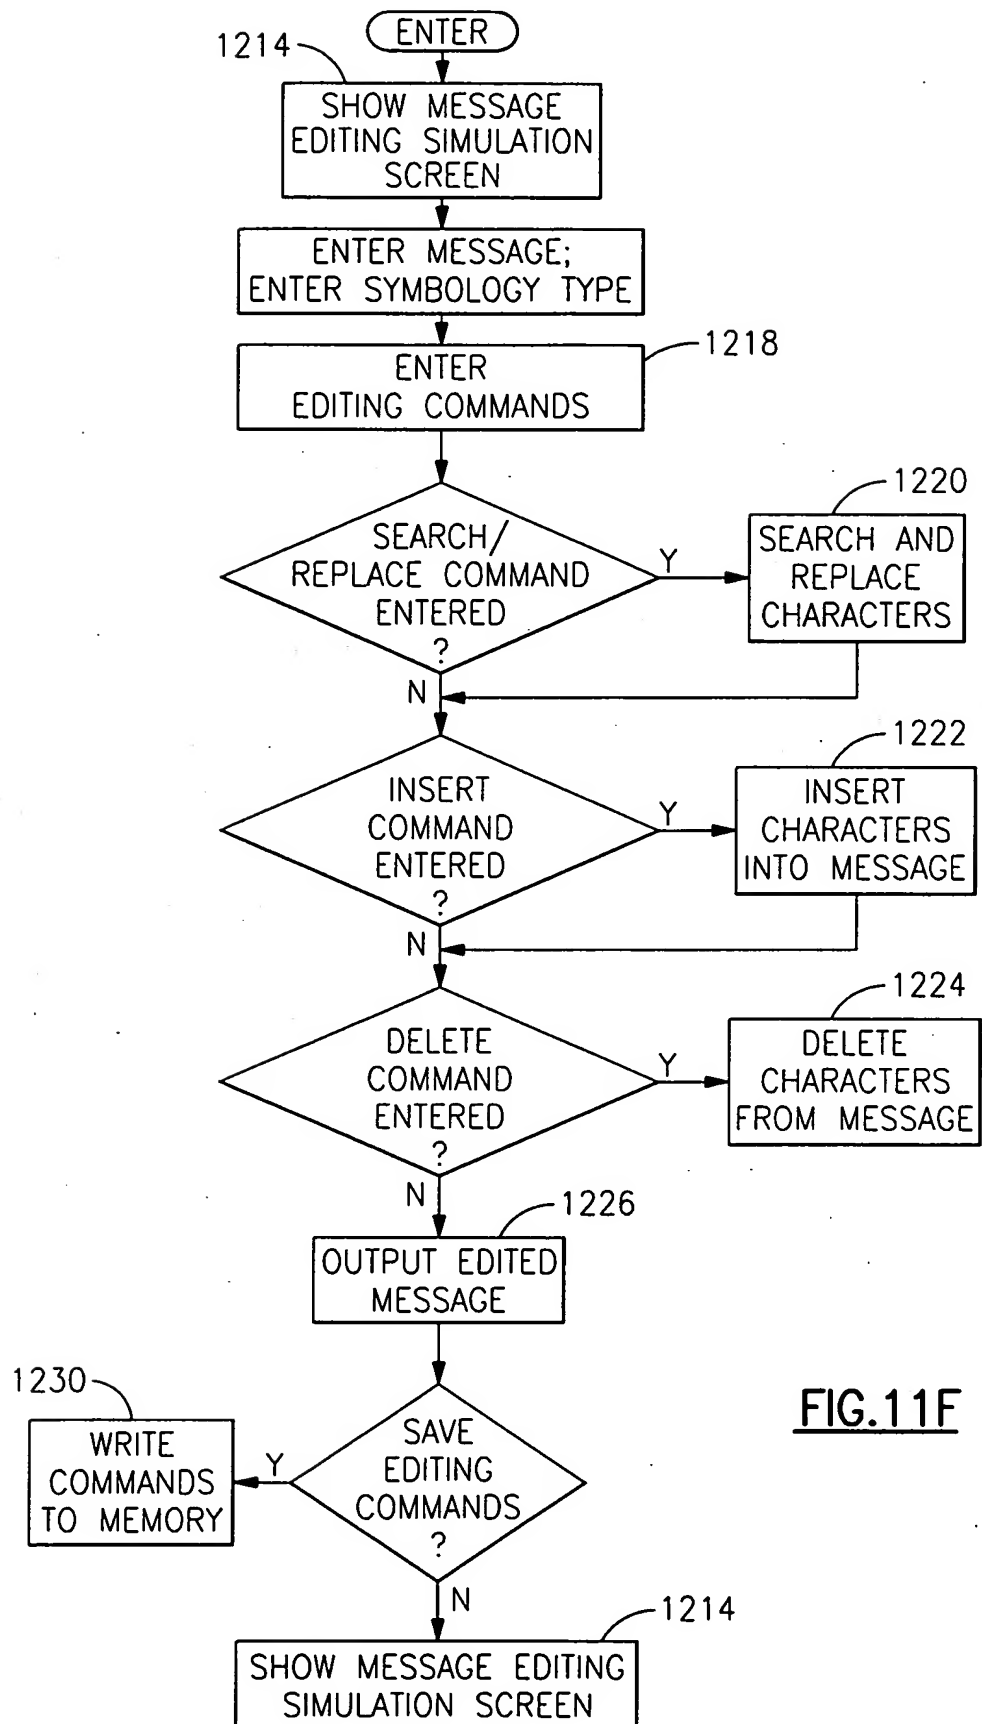 ENTER
1214
SHOW MESSAGE
EDITING SIMULATION
SCREEN
ENTER MESSAGE;
ENTER SYMBOLOGY TYPE
1218
ENTER
EDITING COMMANDS
1220
SEARCH/
REPLACE COMMAND
ENTERED
?
Y
SEARCH AND
REPLACE
CHARACTERS
N
1222
INSERT
COMMAND
ENTERED
?
Y
INSERT
CHARACTERS
INTO MESSAGE
N
1224
DELETE
COMMAND
ENTERED
?
Y
DELETE
CHARACTERS
FROM MESSAGE
N
1226
OUTPUT EDITED
MESSAGE
1230
WRITE
COMMANDS
TO MEMORY
Y
SAVE
EDITING
COMMANDS
?
FIG.11F
N
1214
SHOW MESSAGE EDITING
SIMULATION SCREEN